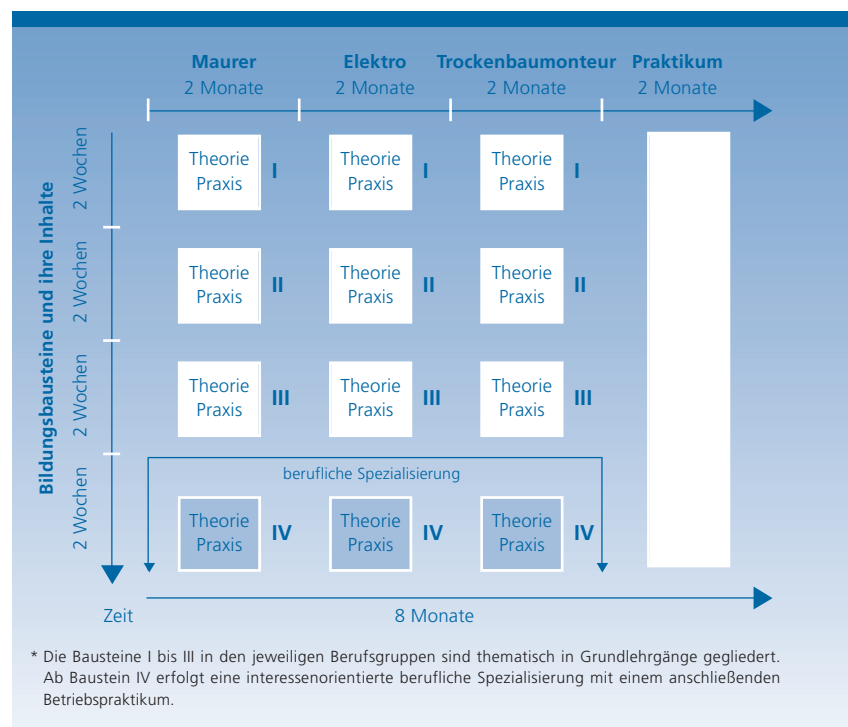 Maurer Elektro Trockenbaumonteur Praktikum
2 Monate 2 Monate 2 Monate 2 Monate
Bildungsbausteine und ihre Inhalte
2 Wochen
Theorie Theorie Theorie
Praxis I Praxis I Praxis I
2 Wochen
Theorie Theorie Theorie
Praxis II Praxis II Praxis II
2 Wochen
Theorie Theorie Theorie
Praxis III Praxis III Praxis III
berufliche Spezialisierung
2 Wochen
Theorie Theorie Theorie
Praxis IV Praxis IV Praxis IV
Zeit 8 Monate
* Die Bausteine I bis III in den jeweiligen Berufsgruppen sind thematisch in Grundlehrgänge gegliedert.
Ab Baustein IV erfolgt eine interessenorientierte berufliche Spezialisierung mit einem anschließenden
Betriebspraktikum.